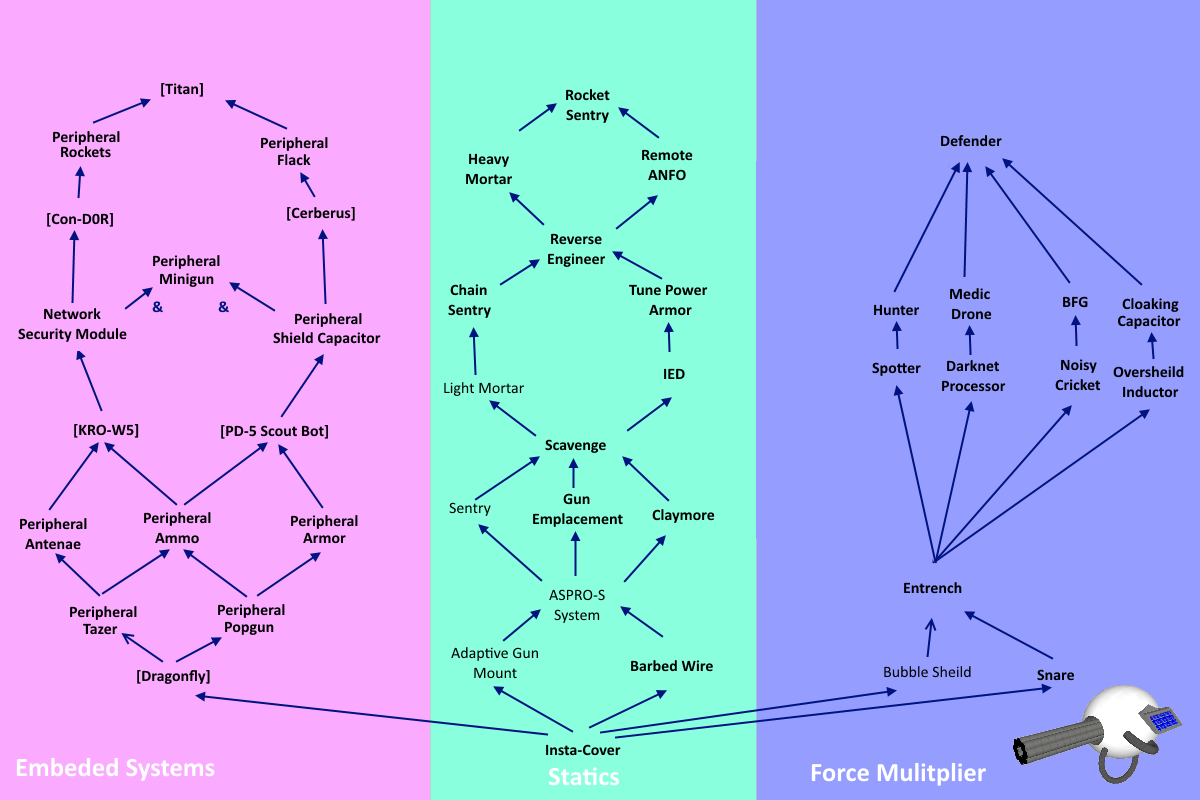 [Titan]
Peripheral
Rockets
Peripheral
Flack
[Con-D0R]
[Cerberus]
Peripheral
Minigun
&
&
Network
Security Module
Peripheral
Shield Capacitor
[KRO-W5]
[PD-5 Scout Bot]
Peripheral
Antenae
Peripheral
Ammo
Peripheral
Armor
Peripheral
Tazer
Peripheral
Popgun
[Dragonfly]
Embeded Systems
Rocket
Sentry
Heavy
Mortar
Remote
ANFO
Reverse
Engineer
Chain
Sentry
Tune Power
Armor
Light Mortar
IED
Scavenge
Sentry
Gun
Emplacement
Claymore
ASPRO-S
System
Adaptive Gun
Mount
Barbed Wire
Insta-Cover
Statics
Defender
Hunter
Medic
Drone
BFG
Cloaking
Capacitor
Spotter
Darknet
Processor
Noisy
Cricket
Oversheild
Inductor
Entrench
Bubble Sheild
Snare
Force Mulitplier